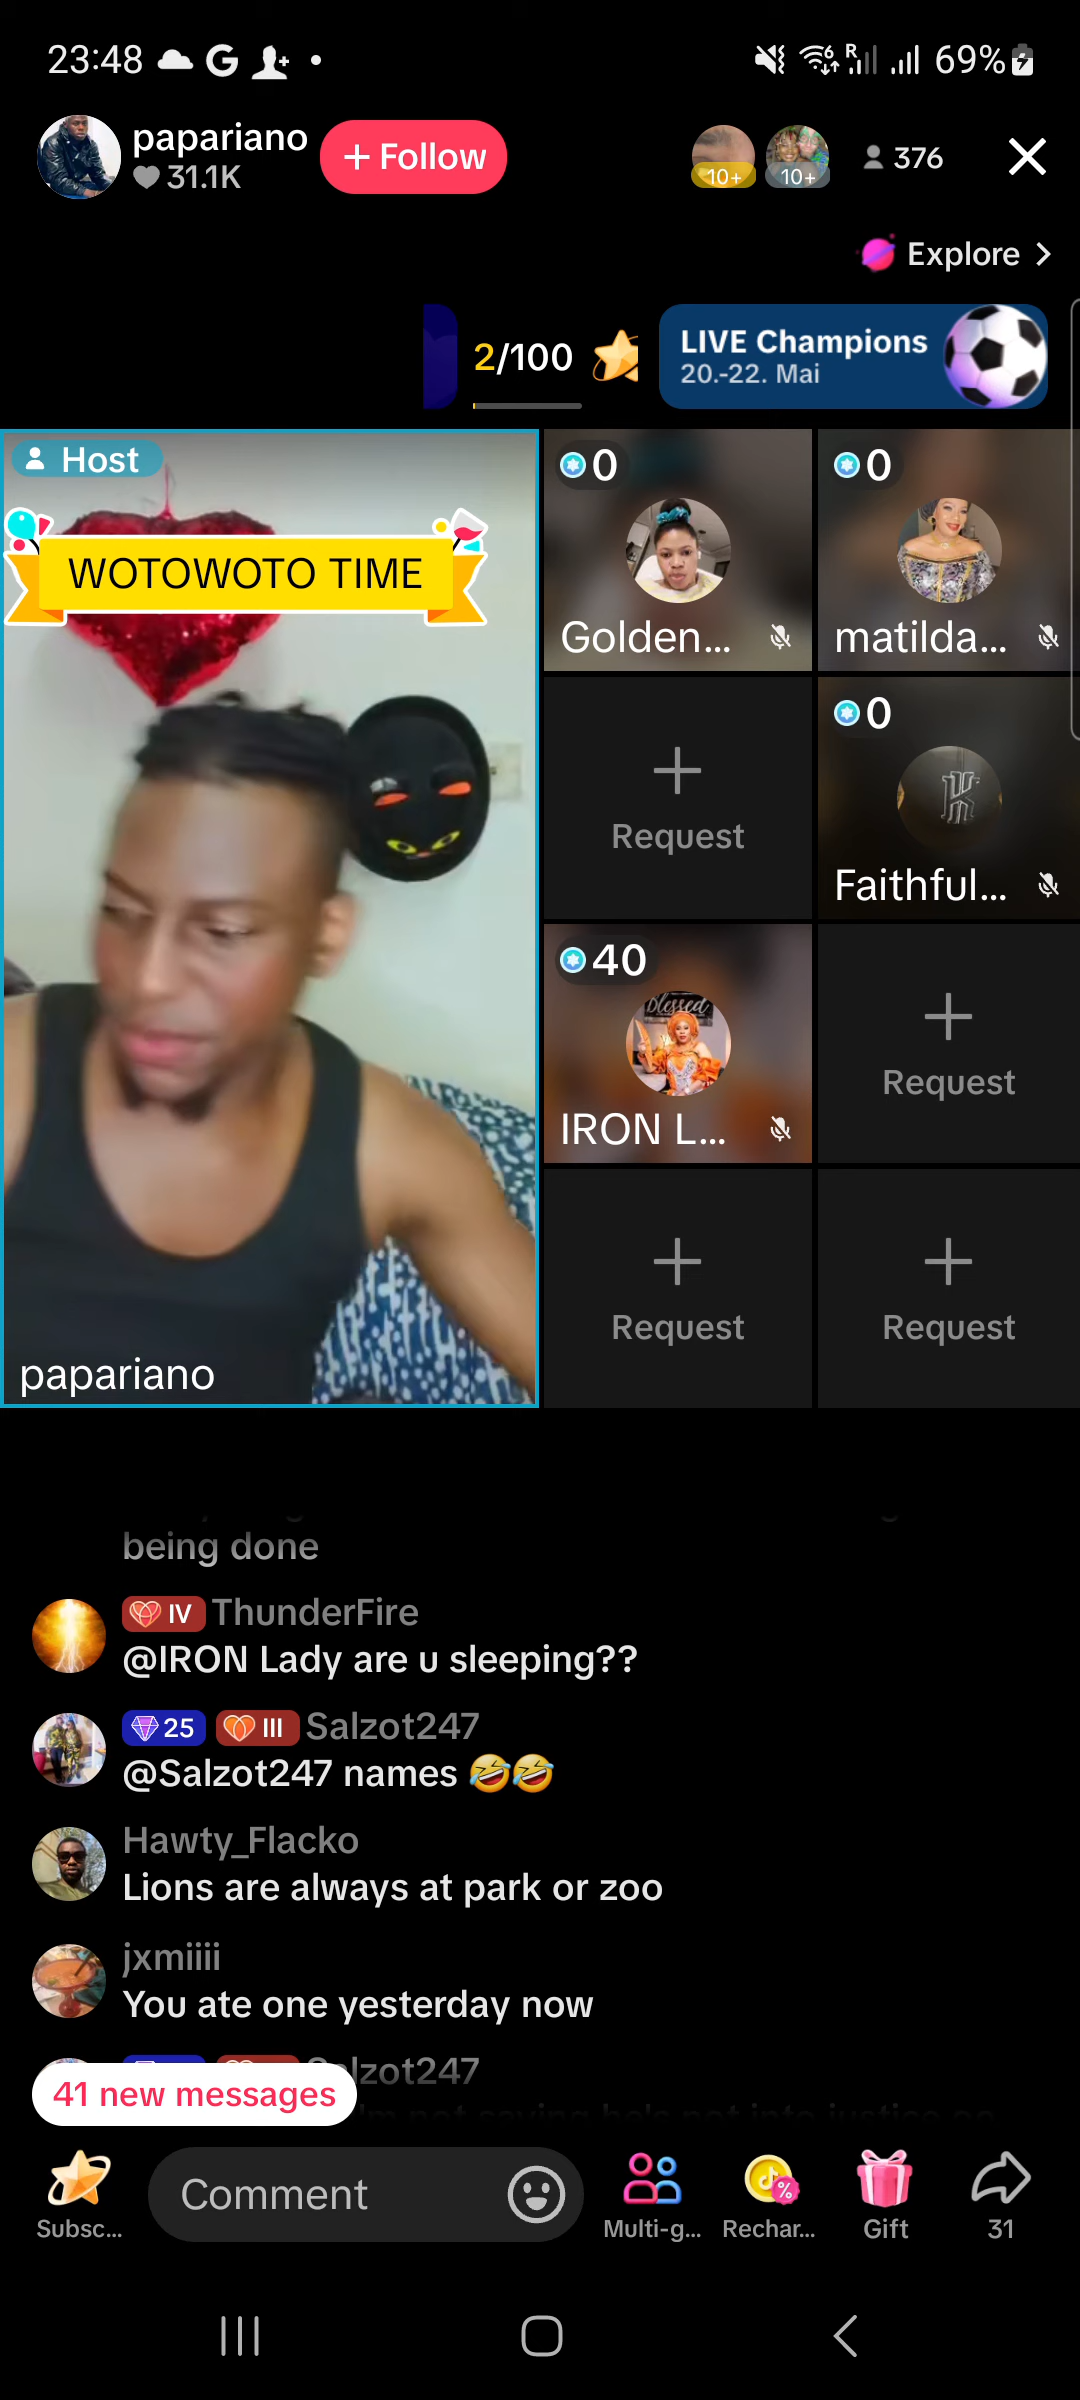 23:48
69%
papariano
31.1K
+ Follow
10+
10+
376
Explore
2/100
LIVE Champions
20.-22. Mai
Host
WOTOWOTO TIME
papariano
0
Golden...
0
matilda...
Request
0
Faithful...
40
Blessed
IRON L...
Request
Request
Request
being done
IV ThunderFire
@IRON Lady are u sleeping??
25 III Salzot247
@Salzot247 names 🤣🤣
Hawty_Flacko
Lions are always at park or zoo
jxmiiii
You ate one yesterday now
lzot247
41 new messages
Subsc...
Comment
Multi-g...
Rechar...
Gift
31